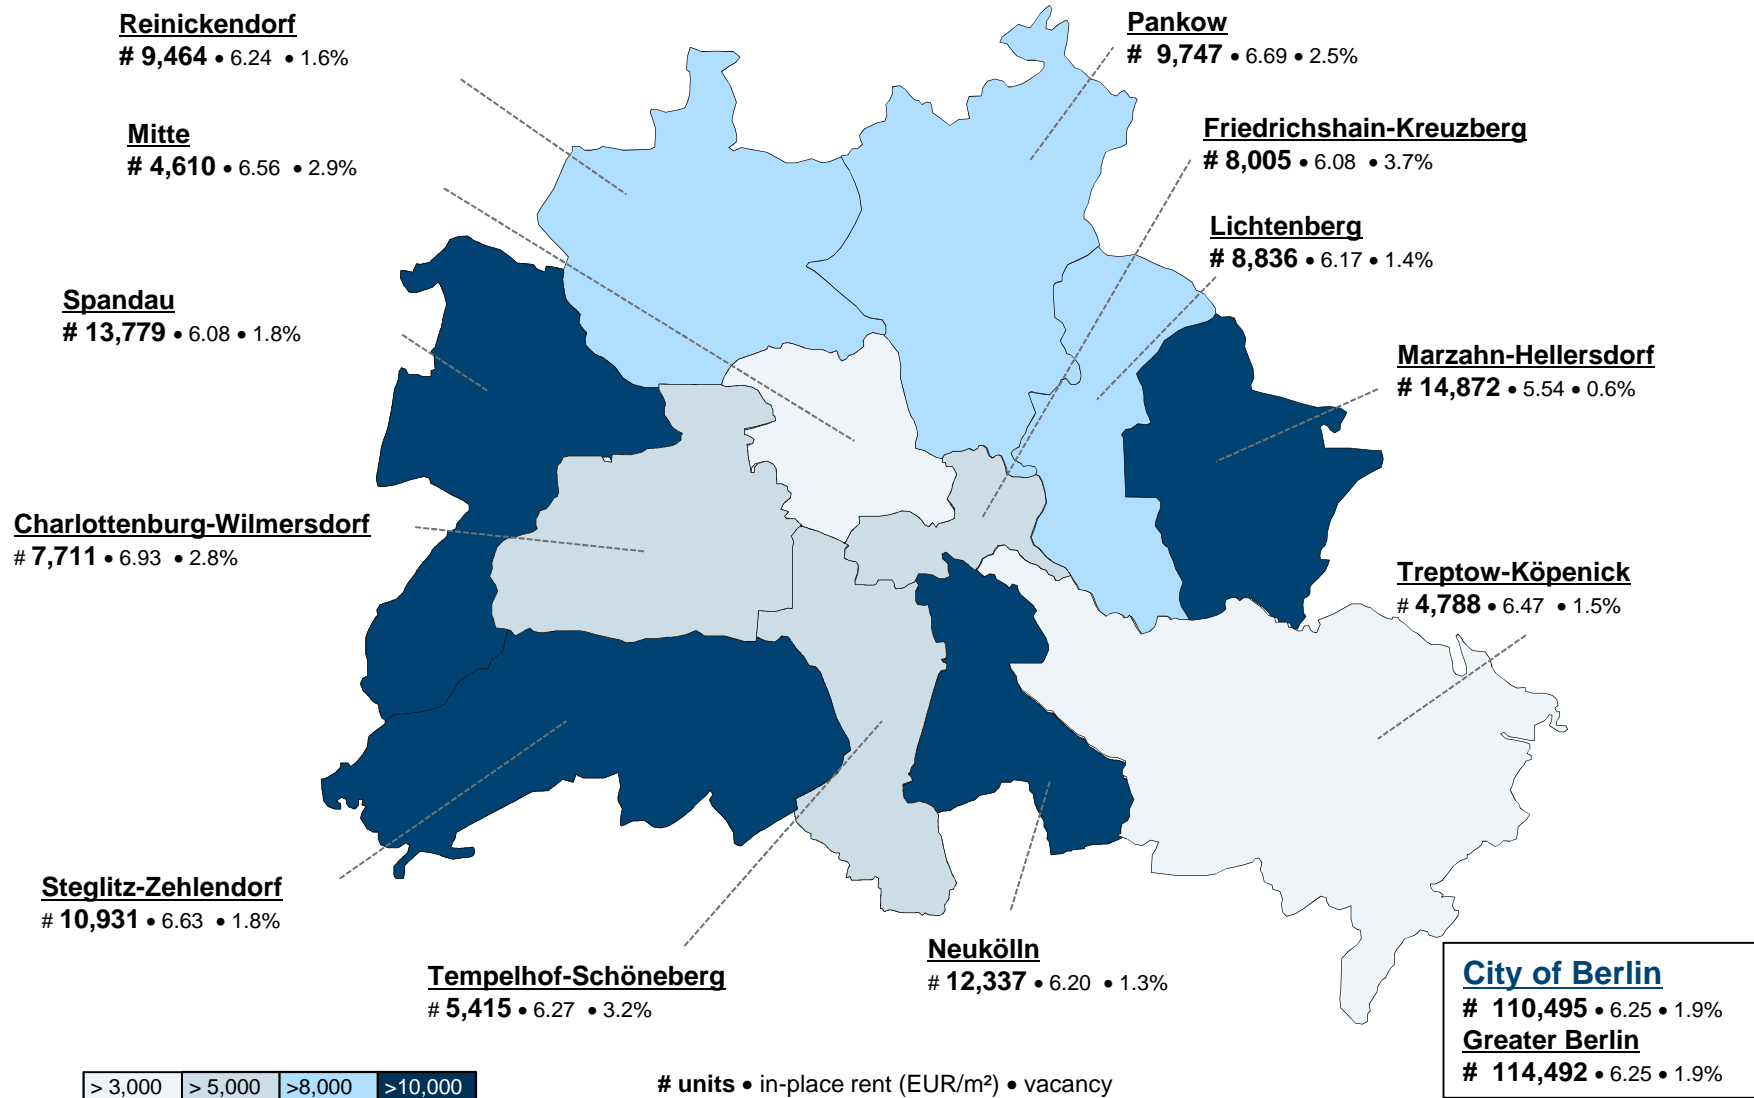 Reinickendorf
# 9,464 • 6.24 • 1.6%
Pankow
# 9,747 • 6.69 • 2.5%
Mitte
# 4,610 • 6.56 • 2.9%
Friedrichshain-Kreuzberg
# 8,005 • 6.08 • 3.7%
Lichtenberg
# 8,836 • 6.17 • 1.4%
Spandau
# 13,779 • 6.08 • 1.8%
Marzahn-Hellersdorf
# 14,872 • 5.54 • 0.6%
Charlottenburg-Wilmersdorf
# 7,711 • 6.93 • 2.8%
Treptow-Köpenick
# 4,788 • 6.47 • 1.5%
Steglitz-Zehlendorf
# 10,931 • 6.63 • 1.8%
Tempelhof-Schöneberg
# 5,415 • 6.27 • 3.2%
Neukölln
# 12,337 • 6.20 • 1.3%
City of Berlin
# 110,495 • 6.25 • 1.9%
Greater Berlin
# 114,492 • 6.25 • 1.9%
> 3,000 > 5,000 >8,000 >10,000
# units • in-place rent (EUR/m²) • vacancy